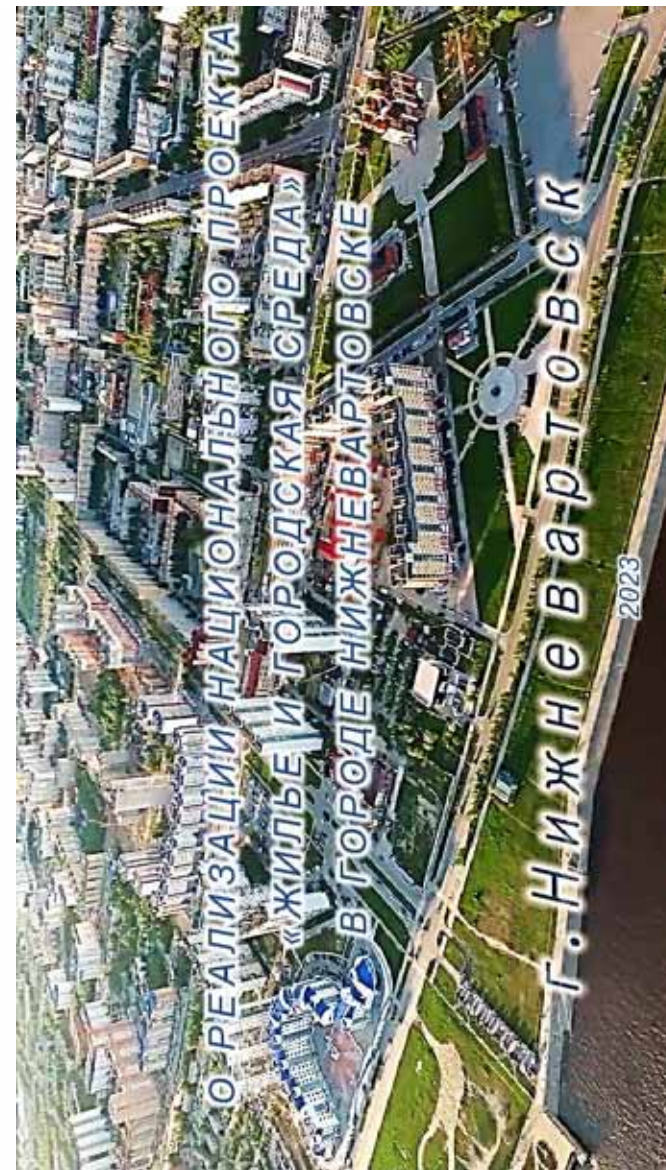 О РЕАЛИЗАЦИИ НАЦИОНАЛЬНОГО ПРОЕКТА
«ЖИЛЬЕ И ГОРОДСКАЯ СРЕДА»
В ГОРОДЕ НИЖНЕВАРТОВСКЕ
г. Нижневартовск
2023